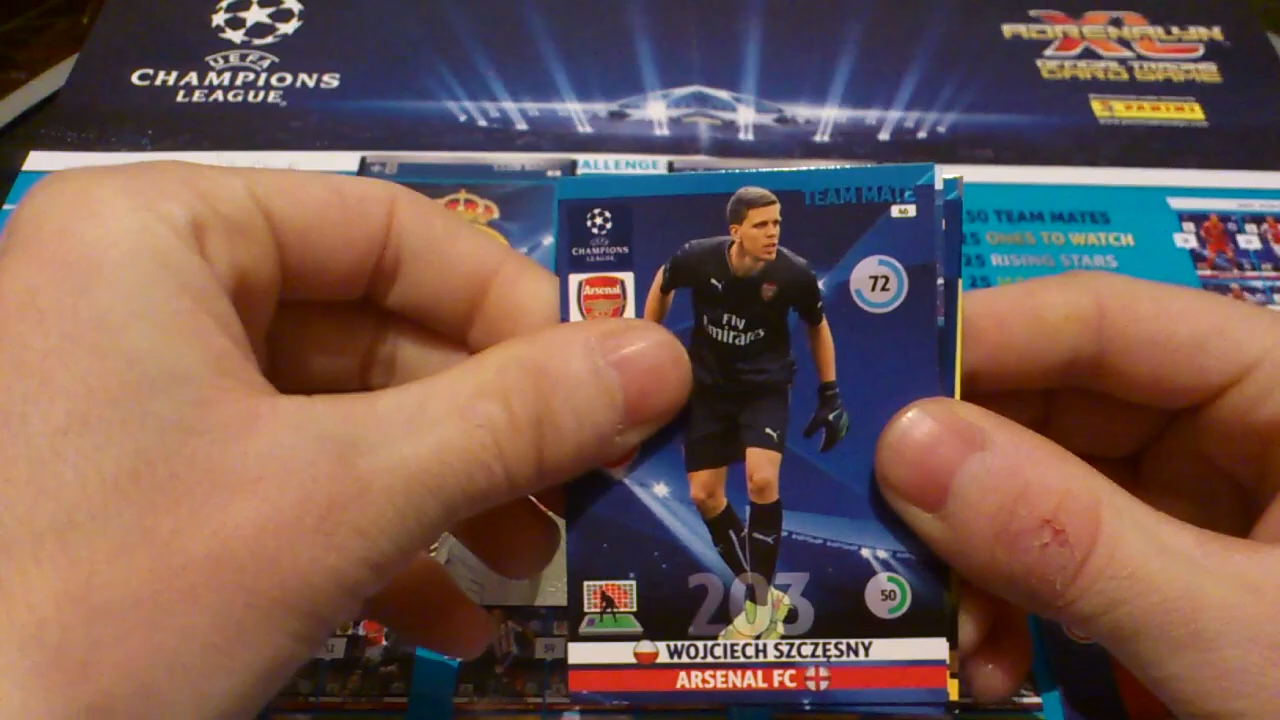 UEFA
CHAMPIONS
LEAGUE
ADRENALYN
XL
OFFICIAL TRADING
CARD GAME
PANINI
ALLENGE
TEAM MATE
40
CHAMPIONS
LEAGUE
Arsenal
72
Fly
Emirates
50 TEAM MATES
ONES TO WATCH
25 RISING STARS
25
203
50
WOJCIECH SZCZĘSNY
ARSENAL FC